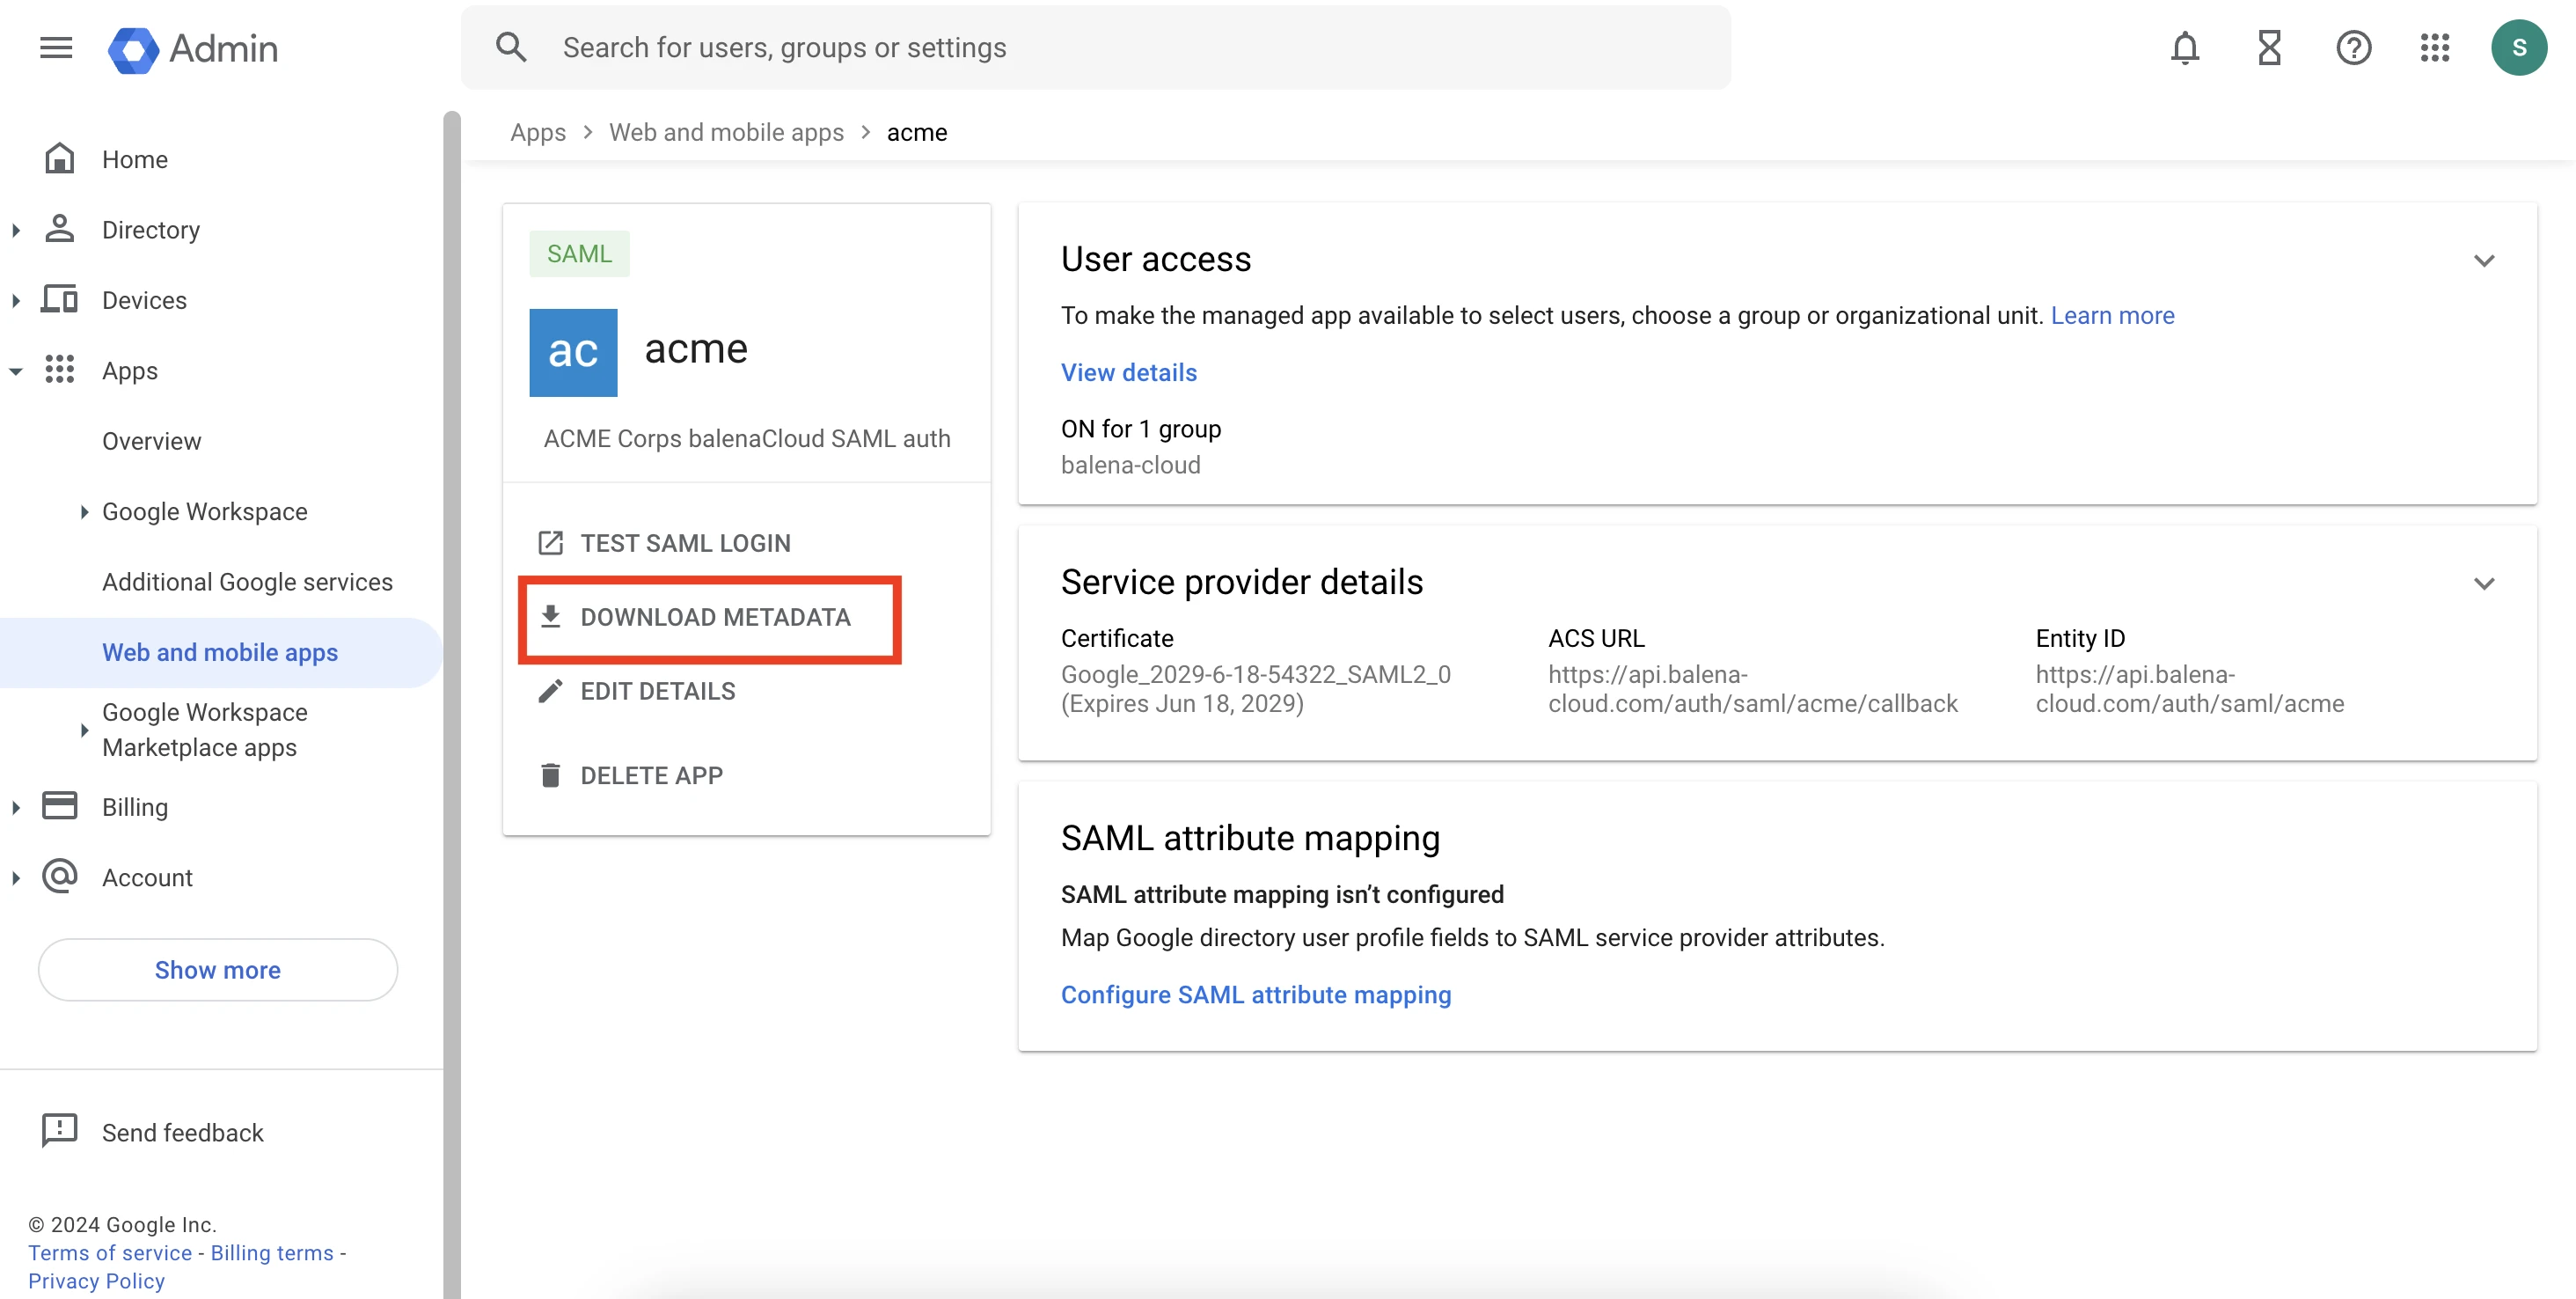 Admin
Search for users, groups or settings
S
Home
Directory
Devices
Apps
Overview
Google Workspace
Additional Google services
Web and mobile apps
Google Workspace
Marketplace apps
Billing
Account
Show more
Send feedback
© 2024 Google Inc.
Terms of service - Billing terms -
Privacy Policy
Apps > Web and mobile apps > acme
SAML
ac
acme
ACME Corps balenaCloud SAML auth
TEST SAML LOGIN
DOWNLOAD METADATA
EDIT DETAILS
DELETE APP
User access
To make the managed app available to select users, choose a group or organizational unit. Learn more
View details
ON for 1 group
balena-cloud
Service provider details
Certificate
Google_2029-6-18-54322_SAML2_0
(Expires Jun 18, 2029)
ACS URL
https://api.balena-
cloud.com/auth/saml/acme/callback
Entity ID
https://api.balena-
cloud.com/auth/saml/acme
SAML attribute mapping
SAML attribute mapping isn’t configured
Map Google directory user profile fields to SAML service provider attributes.
Configure SAML attribute mapping